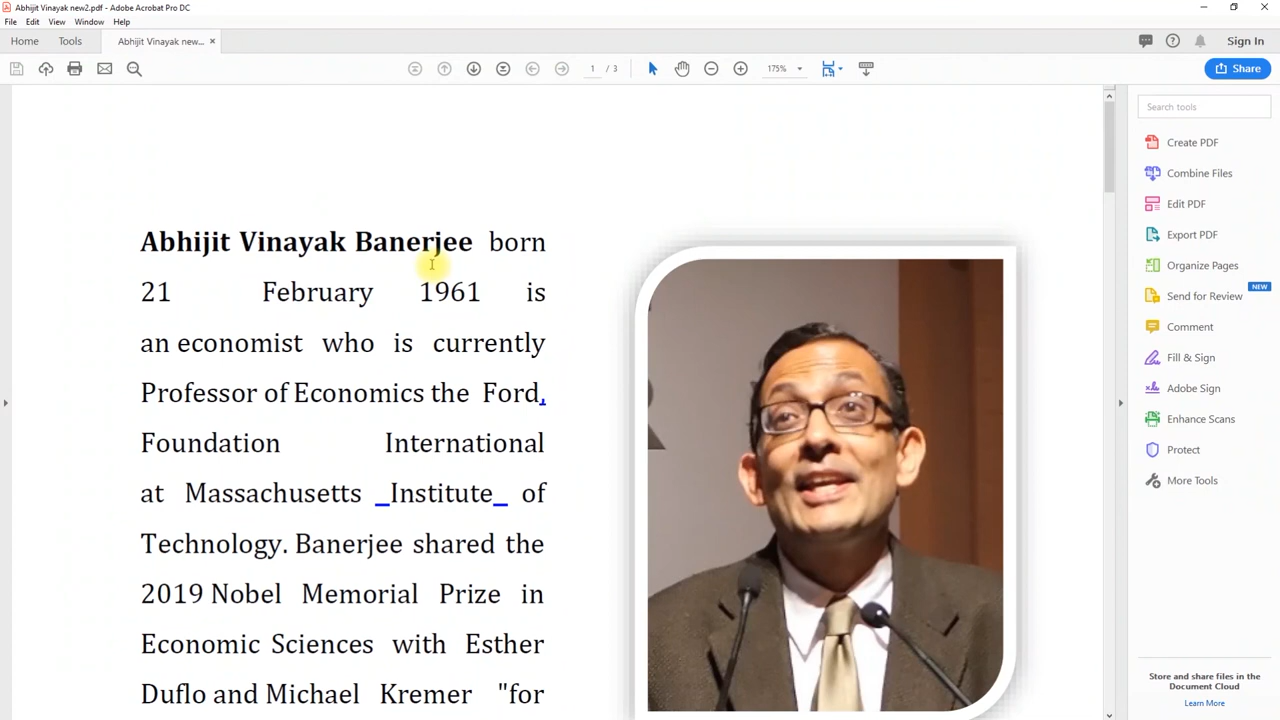 Abhijit Vinayak new2.pdf - Adobe Acrobat Pro DC
File Edit View Window Help
Home Tools Abhijit Vinayak new... × Sign In
1 / 3 175% Share
Search tools
Create PDF
Combine Files
Edit PDF
Export PDF
Organize Pages
Send for Review NEW
Comment
Fill & Sign
Adobe Sign
Enhance Scans
Protect
More Tools
Store and share files in the
Document Cloud
Learn More
Abhijit Vinayak Banerjee born
21 February 1961 is
an economist who is currently
Professor of Economics the Ford,
Foundation International
at Massachusetts _Institute_ of
Technology. Banerjee shared the
2019 Nobel Memorial Prize in
Economic Sciences with Esther
Duflo and Michael Kremer "for